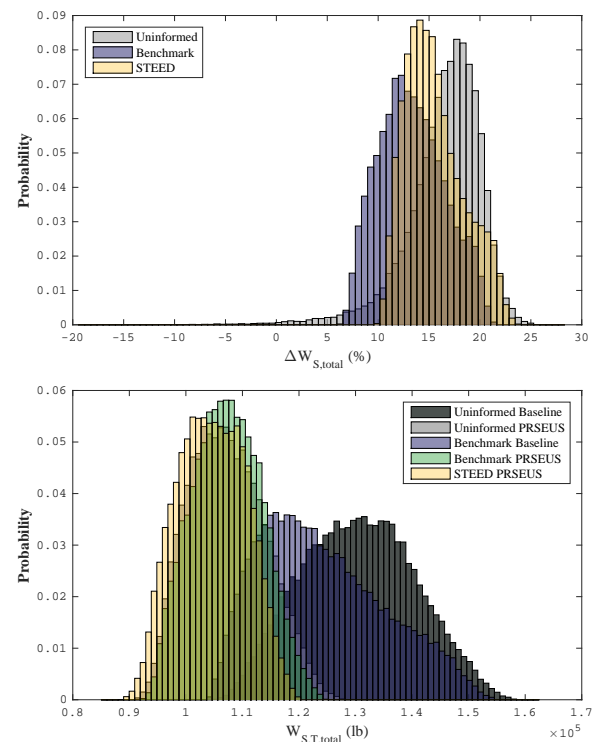 0.09
0.08
0.07
0.06
0.05
0.04
0.03
0.02
0.01
0
Probability
Uninformed
Benchmark
STEED
-20 -15 -10 -5 0 5 10 15 20 25 30
ΔW_S,total (%)
0.06
0.05
0.04
0.03
0.02
0.01
0
Probability
Uninformed Baseline
Uninformed PRSEUS
Benchmark Baseline
Benchmark PRSEUS
STEED PRSEUS
0.8 0.9 1 1.1 1.2 1.3 1.4 1.5 1.6 1.7
W_S,T,total (lb)
×10^5